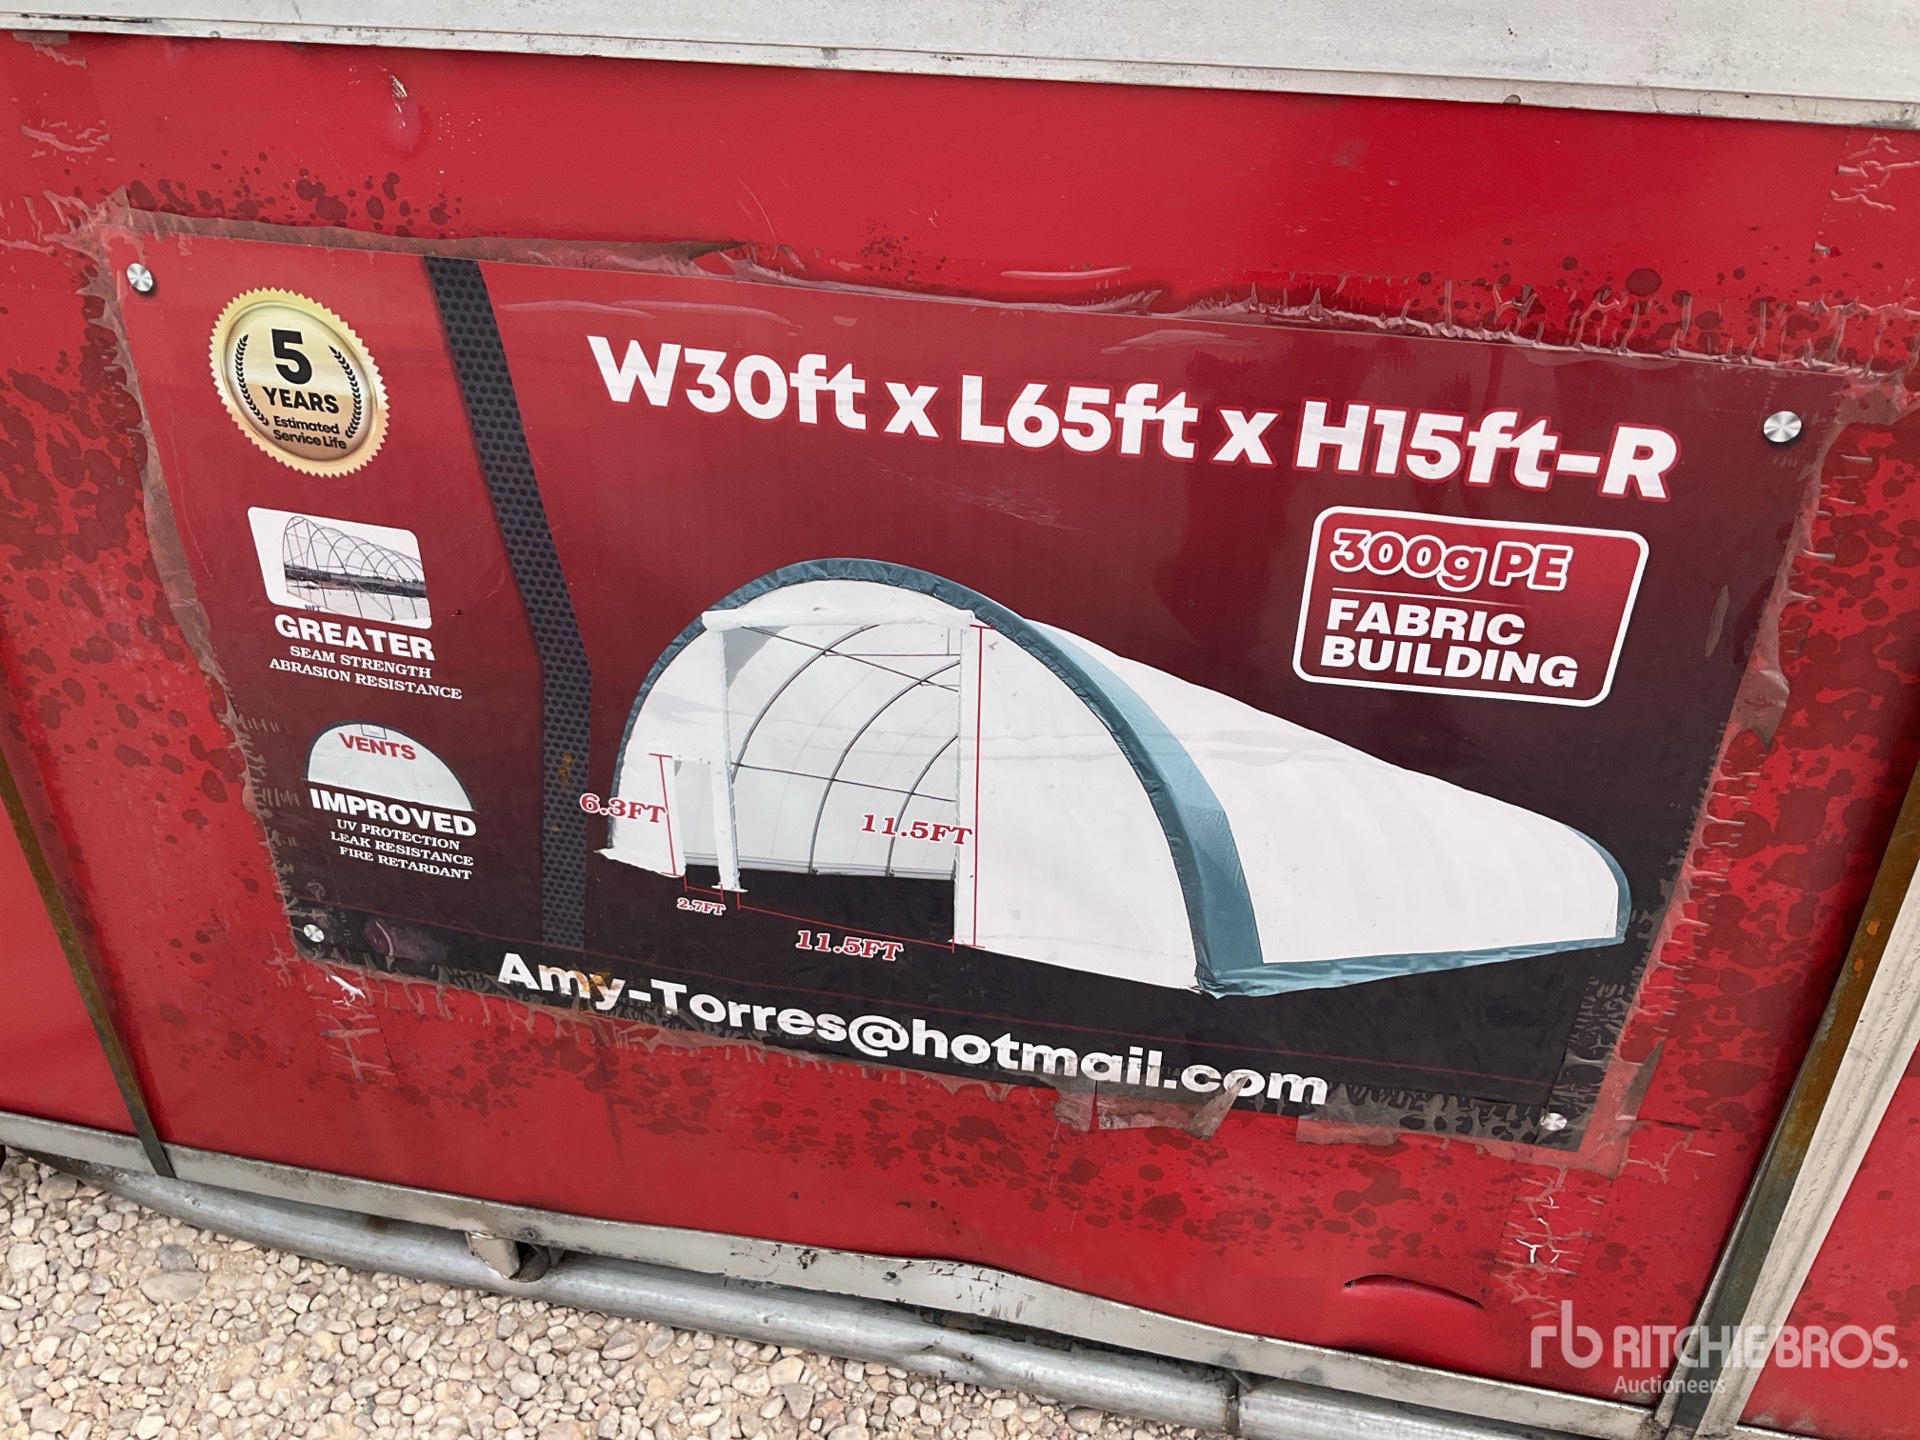 5
YEARS
Estimated
Service Life
W30ft x L65ft x H15ft-R
300g PE
FABRIC
BUILDING
GREATER
SEAM STRENGTH
ABRASION RESISTANCE
VENTS
IMPROVED
UV PROTECTION
LEAK RESISTANCE
FIRE RETARDANT
6.3FT
11.5FT
2.7FT
11.5FT
Amy-Torres@hotmail.com
rb RITCHIE BROS.
Auctioneers